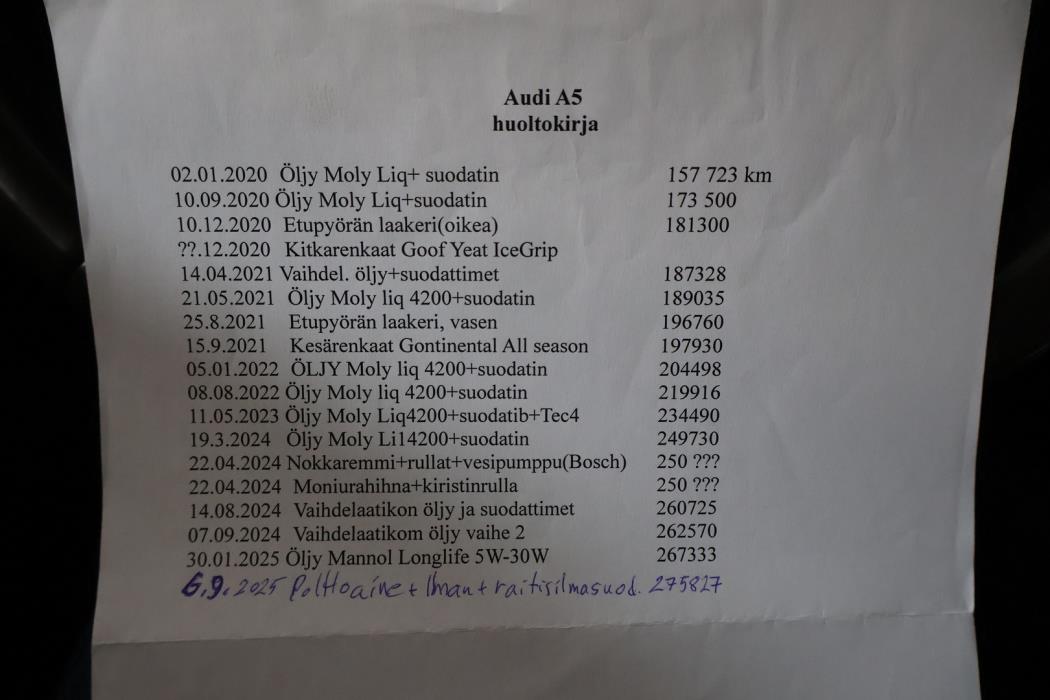 Audi A5
huoltokirja
02.01.2020 Öljy Moly Liq+ suodatin 157 723 km
10.09.2020 Öljy Moly Liq+suodatin 173 500
10.12.2020 Etupyörän laakeri(oikea) 181300
??.12.2020 Kitkarenkaat Goof Yeat IceGrip
14.04.2021 Vaihdel. öljy+suodattimet 187328
21.05.2021 Öljy Moly liq 4200+suodatin 189035
25.8.2021 Etupyörän laakeri, vasen 196760
15.9.2021 Kesärenkaat Gontinental All season 197930
05.01.2022 ÖLJY Moly liq 4200+suodatin 204498
08.08.2022 Öljy Moly liq 4200+suodatin 219916
11.05.2023 Öljy Moly Liq4200+suodatib+Tec4 234490
19.3.2024 Öljy Moly Li14200+suodatin 249730
22.04.2024 Nokkaremmi+rullat+vesipumppu(Bosch) 250 ???
22.04.2024 Moniurahihna+kiristinrulla 250 ???
14.08.2024 Vaihdelaatikon öljy ja suodattimet 260725
07.09.2024 Vaihdelaatikom öljy vaihe 2 262570
30.01.2025 Öljy Mannol Longlife 5W-30W 267333
6.9.2025 Polttoaine+Ilman+raitisilmasuod. 275827